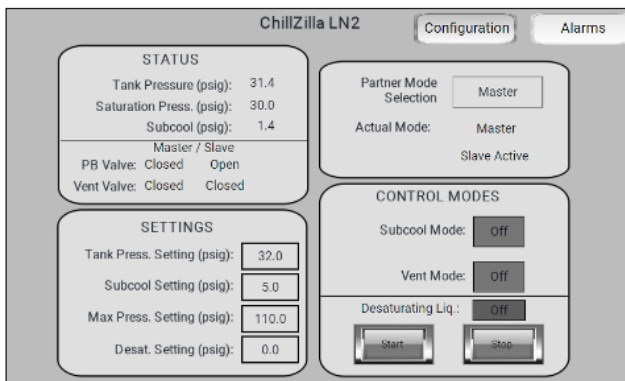 ChillZilla LN2
Configuration
Alarms
STATUS
Tank Pressure (psig): 31.4
Saturation Press. (psig): 30.0
Subcool (psig): 1.4
Master / Slave
PB Valve: Closed Open
Vent Valve: Closed Closed
Partner Mode
Selection
Master
Actual Mode: Master
Slave Active
SETTINGS
Tank Press. Setting (psig): 32.0
Subcool Setting (psig): 5.0
Max Press. Setting (psig): 110.0
Desat. Setting (psig): 0.0
CONTROL MODES
Subcool Mode: Off
Vent Mode: Off
Desaturating Liq.: Off
Start Stop